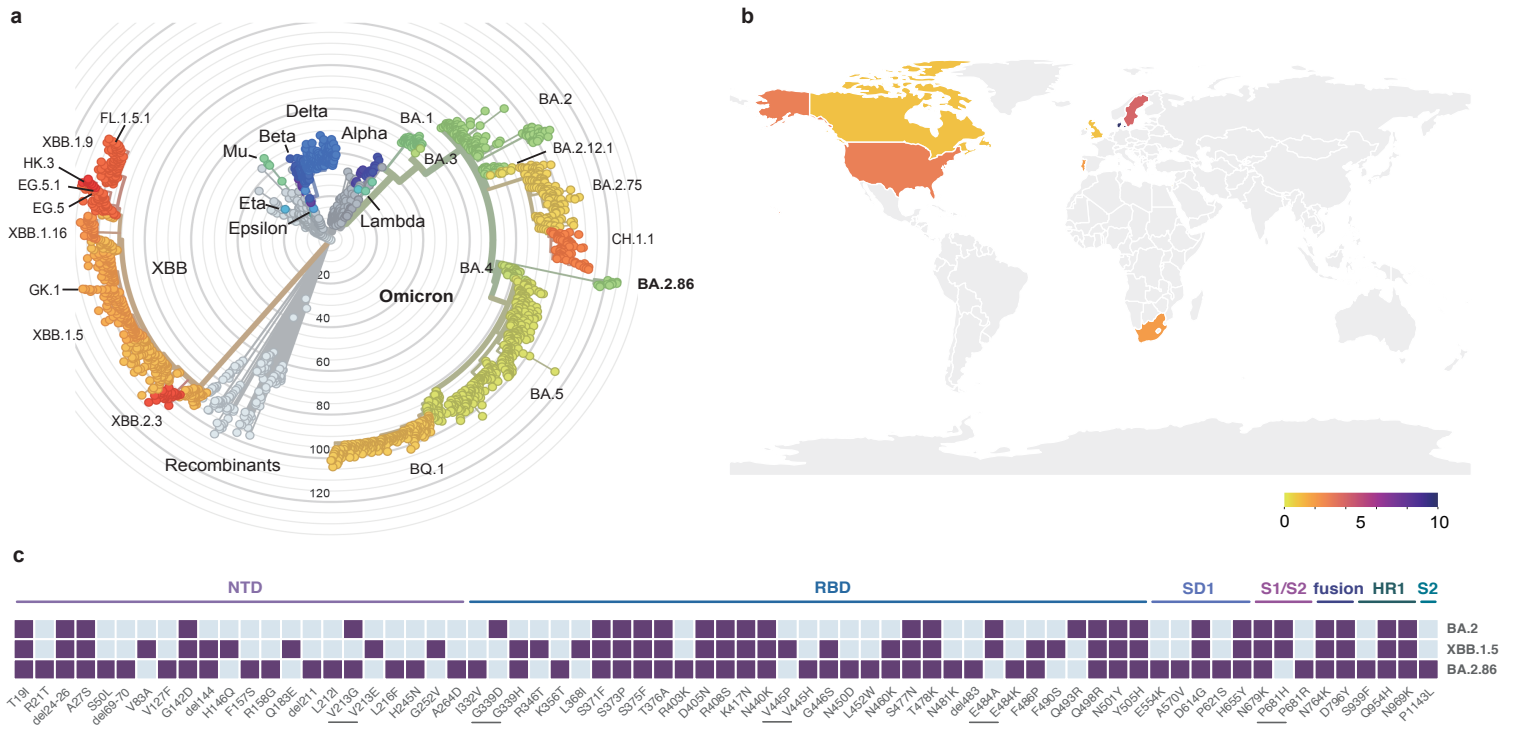 a
b
FL.1.5.1
XBB.1.9
HK.3
EG.5.1
EG.5
XBB.1.16
GK.1
XBB.1.5
XBB.2.3
XBB
Recombinants
Mu
Beta
Delta
Alpha
Eta
Epsilon
Lambda
BA.1
BA.3
BA.2
BA.2.12.1
BA.2.75
CH.1.1
BA.2.86
BA.4
Omicron
BA.5
BQ.1
20
40
60
80
100
120
0 5 10
c
NTD RBD SD1 S1/S2 fusion HR1 S2
BA.2
XBB.1.5
BA.2.86
T19I R21T del24-26 A27S S50L del69-70 V83A V127F G142D del144 H146Q F157S R158G Q183E del211 L212I V213G V213E L216F H245N G252V A264D I332V G339D G339H R346T K356T L368I S371F S373P S375F T376A R403K D405N R408S K417N N440K V445P V445H G446S N450D L452W N460K S477N T478K N481K del483 E484A E484K F486P F490S Q493R Q498R N501Y Y505H E554K A570V D614G P621S H655Y N679K P681H P681R N764K D796Y S939F Q954H N969K P1143L